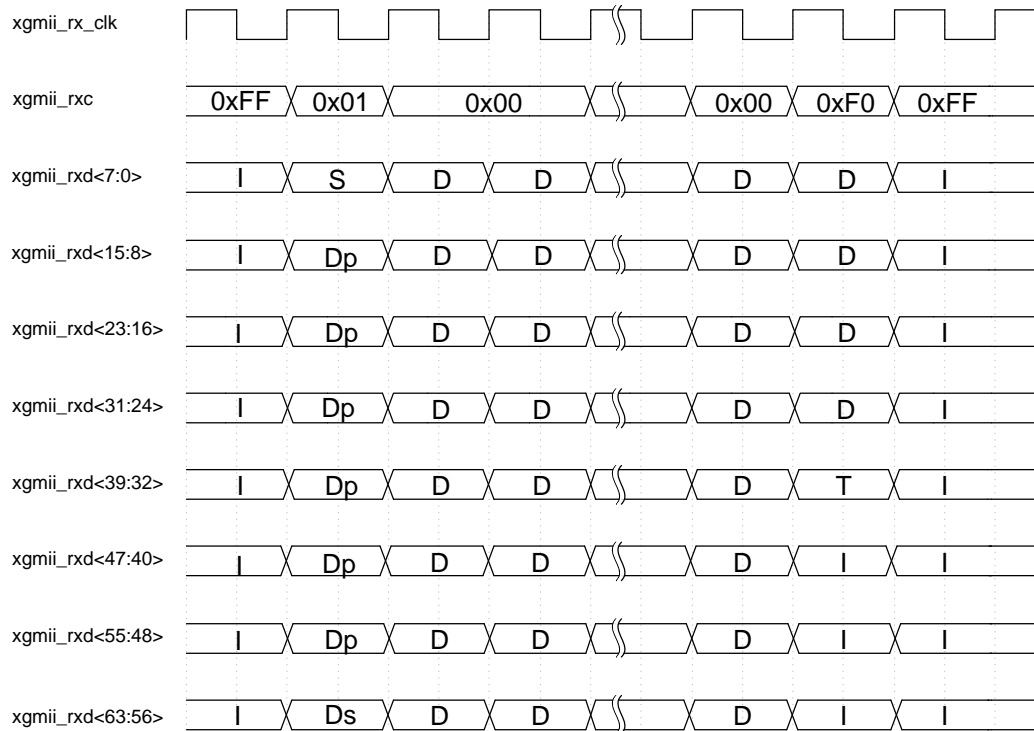 xgmii_rx_clk
xgmii_rxc 0xFF 0x01 0x00 0x00 0xF0 0xFF
xgmii_rxd<7:0> I S D D D D I
xgmii_rxd<15:8> I Dp D D D D I
xgmii_rxd<23:16> I Dp D D D D I
xgmii_rxd<31:24> I Dp D D D D I
xgmii_rxd<39:32> I Dp D D D T I
xgmii_rxd<47:40> I Dp D D D I I
xgmii_rxd<55:48> I Dp D D D I I
xgmii_rxd<63:56> I Ds D D D I I